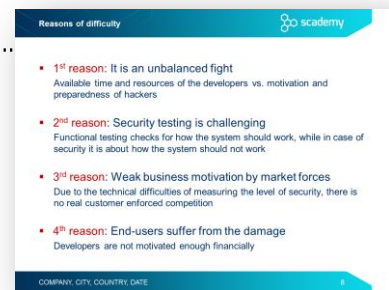 Reasons of difficulty
scademy
1st reason: It is an unbalanced fight
Available time and resources of the developers vs. motivation and
preparedness of hackers
2nd reason: Security testing is challenging
Functional testing checks for how the system should work, while in case of
security it is about how the system should not work
3rd reason: Weak business motivation by market forces
Due to the technical difficulties of measuring the level of security, there is
no real customer enforced competition
4th reason: End-users suffer from the damage
Developers are not motivated enough financially
COMPANY, CITY, COUNTRY, DATE
8